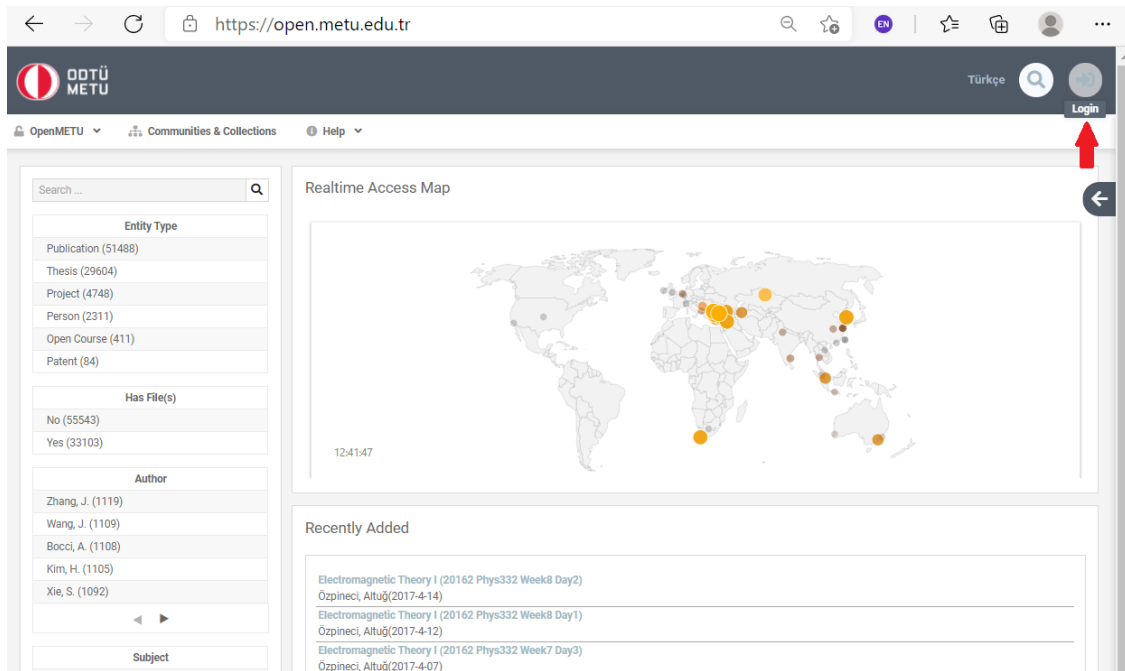 https://open.metu.edu.tr
EN
ODTÜ
METU
Türkçe
Login
OpenMETU
Communities & Collections
Help
Search ...
Entity Type
Publication (51488)
Thesis (29604)
Project (4748)
Person (2311)
Open Course (411)
Patent (84)
Has File(s)
No (55543)
Yes (33103)
Author
Zhang, J. (1119)
Wang, J. (1109)
Bocci, A. (1108)
Kim, H. (1105)
Xie, S. (1092)
Subject
Realtime Access Map
12:41:47
Recently Added
Electromagnetic Theory I (20162 Phys332 Week8 Day2)
Özpineci, Altuğ(2017-4-14)
Electromagnetic Theory I (20162 Phys332 Week8 Day1)
Özpineci, Altuğ(2017-4-12)
Electromagnetic Theory I (20162 Phys332 Week7 Day3)
Özpineci, Altuğ(2017-4-07)